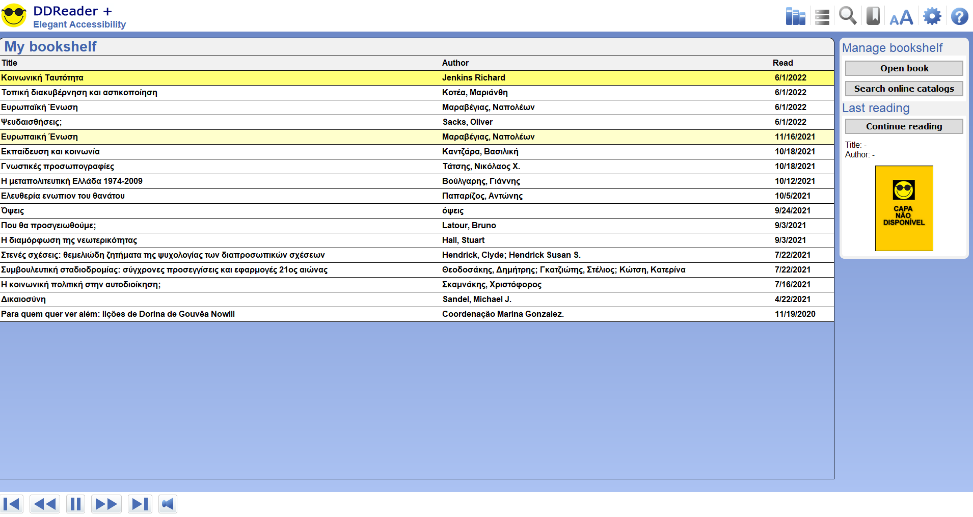 DDReader +
Elegant Accessibility
My bookshelf
Title Author Read
Κοινωνική Ταυτότητα Jenkins Richard 6/1/2022
Τοπική διακυβέρνηση και αστικοποίηση Κοτέα, Μαριάνθη 6/1/2022
Ευρωπαϊκή Ένωση Μαραβέγιας, Ναπολέων 6/1/2022
Ψευδαισθήσεις; Sacks, Oliver 6/1/2022
Ευρωπαική Ένωση Μαραβέγιας, Ναπολέων 11/16/2021
Εκπαίδευση και κοινωνία Καντζάρα, Βασιλική 10/18/2021
Γνωστικές προσωπογραφίες Τάτσης, Νικόλαος Χ. 10/18/2021
Η μεταπολιτευτική Ελλάδα 1974-2009 Βούλγαρης, Γιάννης 10/12/2021
Ελευθερία ενωπιον του θανάτου Παπαρίζος, Αντώνης 10/5/2021
Όψεις όψεις 9/24/2021
Που θα προσγειωθούμε; Latour, Bruno 9/3/2021
Η διαμόρφωση της νεωτερικότητας Hall, Stuart 9/3/2021
Στενές σχέσεις: θεμελιώδη ζητήματα της ψυχολογίας των διαπροσωπικών σχέσεων Hendrick, Clyde; Hendrick Susan S. 7/22/2021
Συμβουλευτική σταδιοδρομίας: σύγχρονες προσεγγίσεις και εφαρμογές 21ος αιώνας Θεοδοσάκης, Δημήτρης; Γκατζιώτης, Στέλιος; Κώτση, Κατερίνα 7/22/2021
Η κοινωνική πολιτική στην αυτοδιοίκηση; Σκαμνάκης, Χριστόφορος 7/16/2021
Δικαιοσύνη Sandel, Michael J. 4/22/2021
Para quem quer ver além: lições de Dorina de Gouvêa Nowill Coordenação Marina Gonzalez. 11/19/2020
Manage bookshelf
Open book
Search online catalogs
Last reading
Continue reading
Title: -
Author: -
CAPA
NÃO
DISPONÍVEL